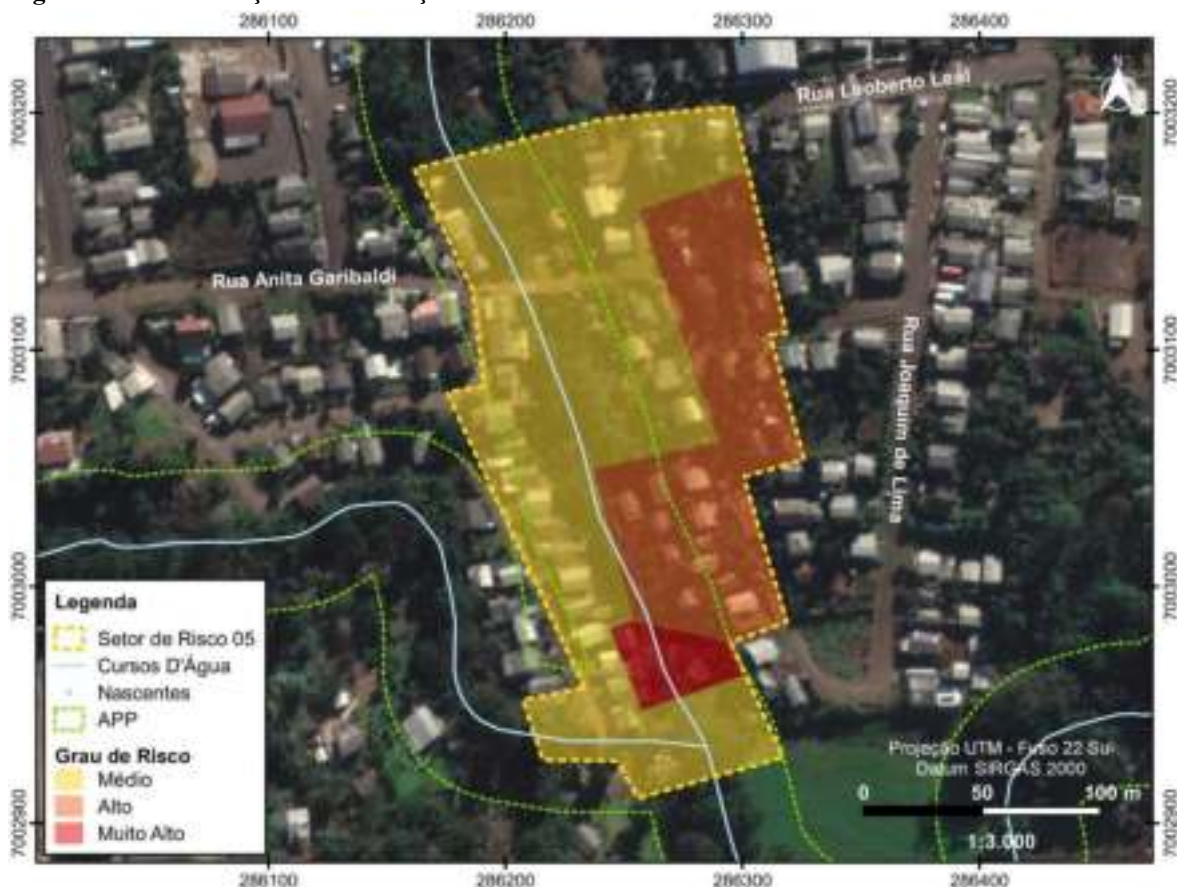 286100 286200 286300 286400
Rua Leoberto Leal
7003200 7003200
Rua Anita Garibaldi
7003100 7003100
Rua Joaquim de Lima
7003000 7003000
Legenda
Setor de Risco 05
Cursos D'Água
Nascentes
APP
Grau de Risco
Médio
Alto
Muito Alto
Projeção UTM - Fuso 22 Sul
Datum SIRGAS 2000
0 50 100 m
1:3.000
7002900 7002900
286100 286200 286300 286400